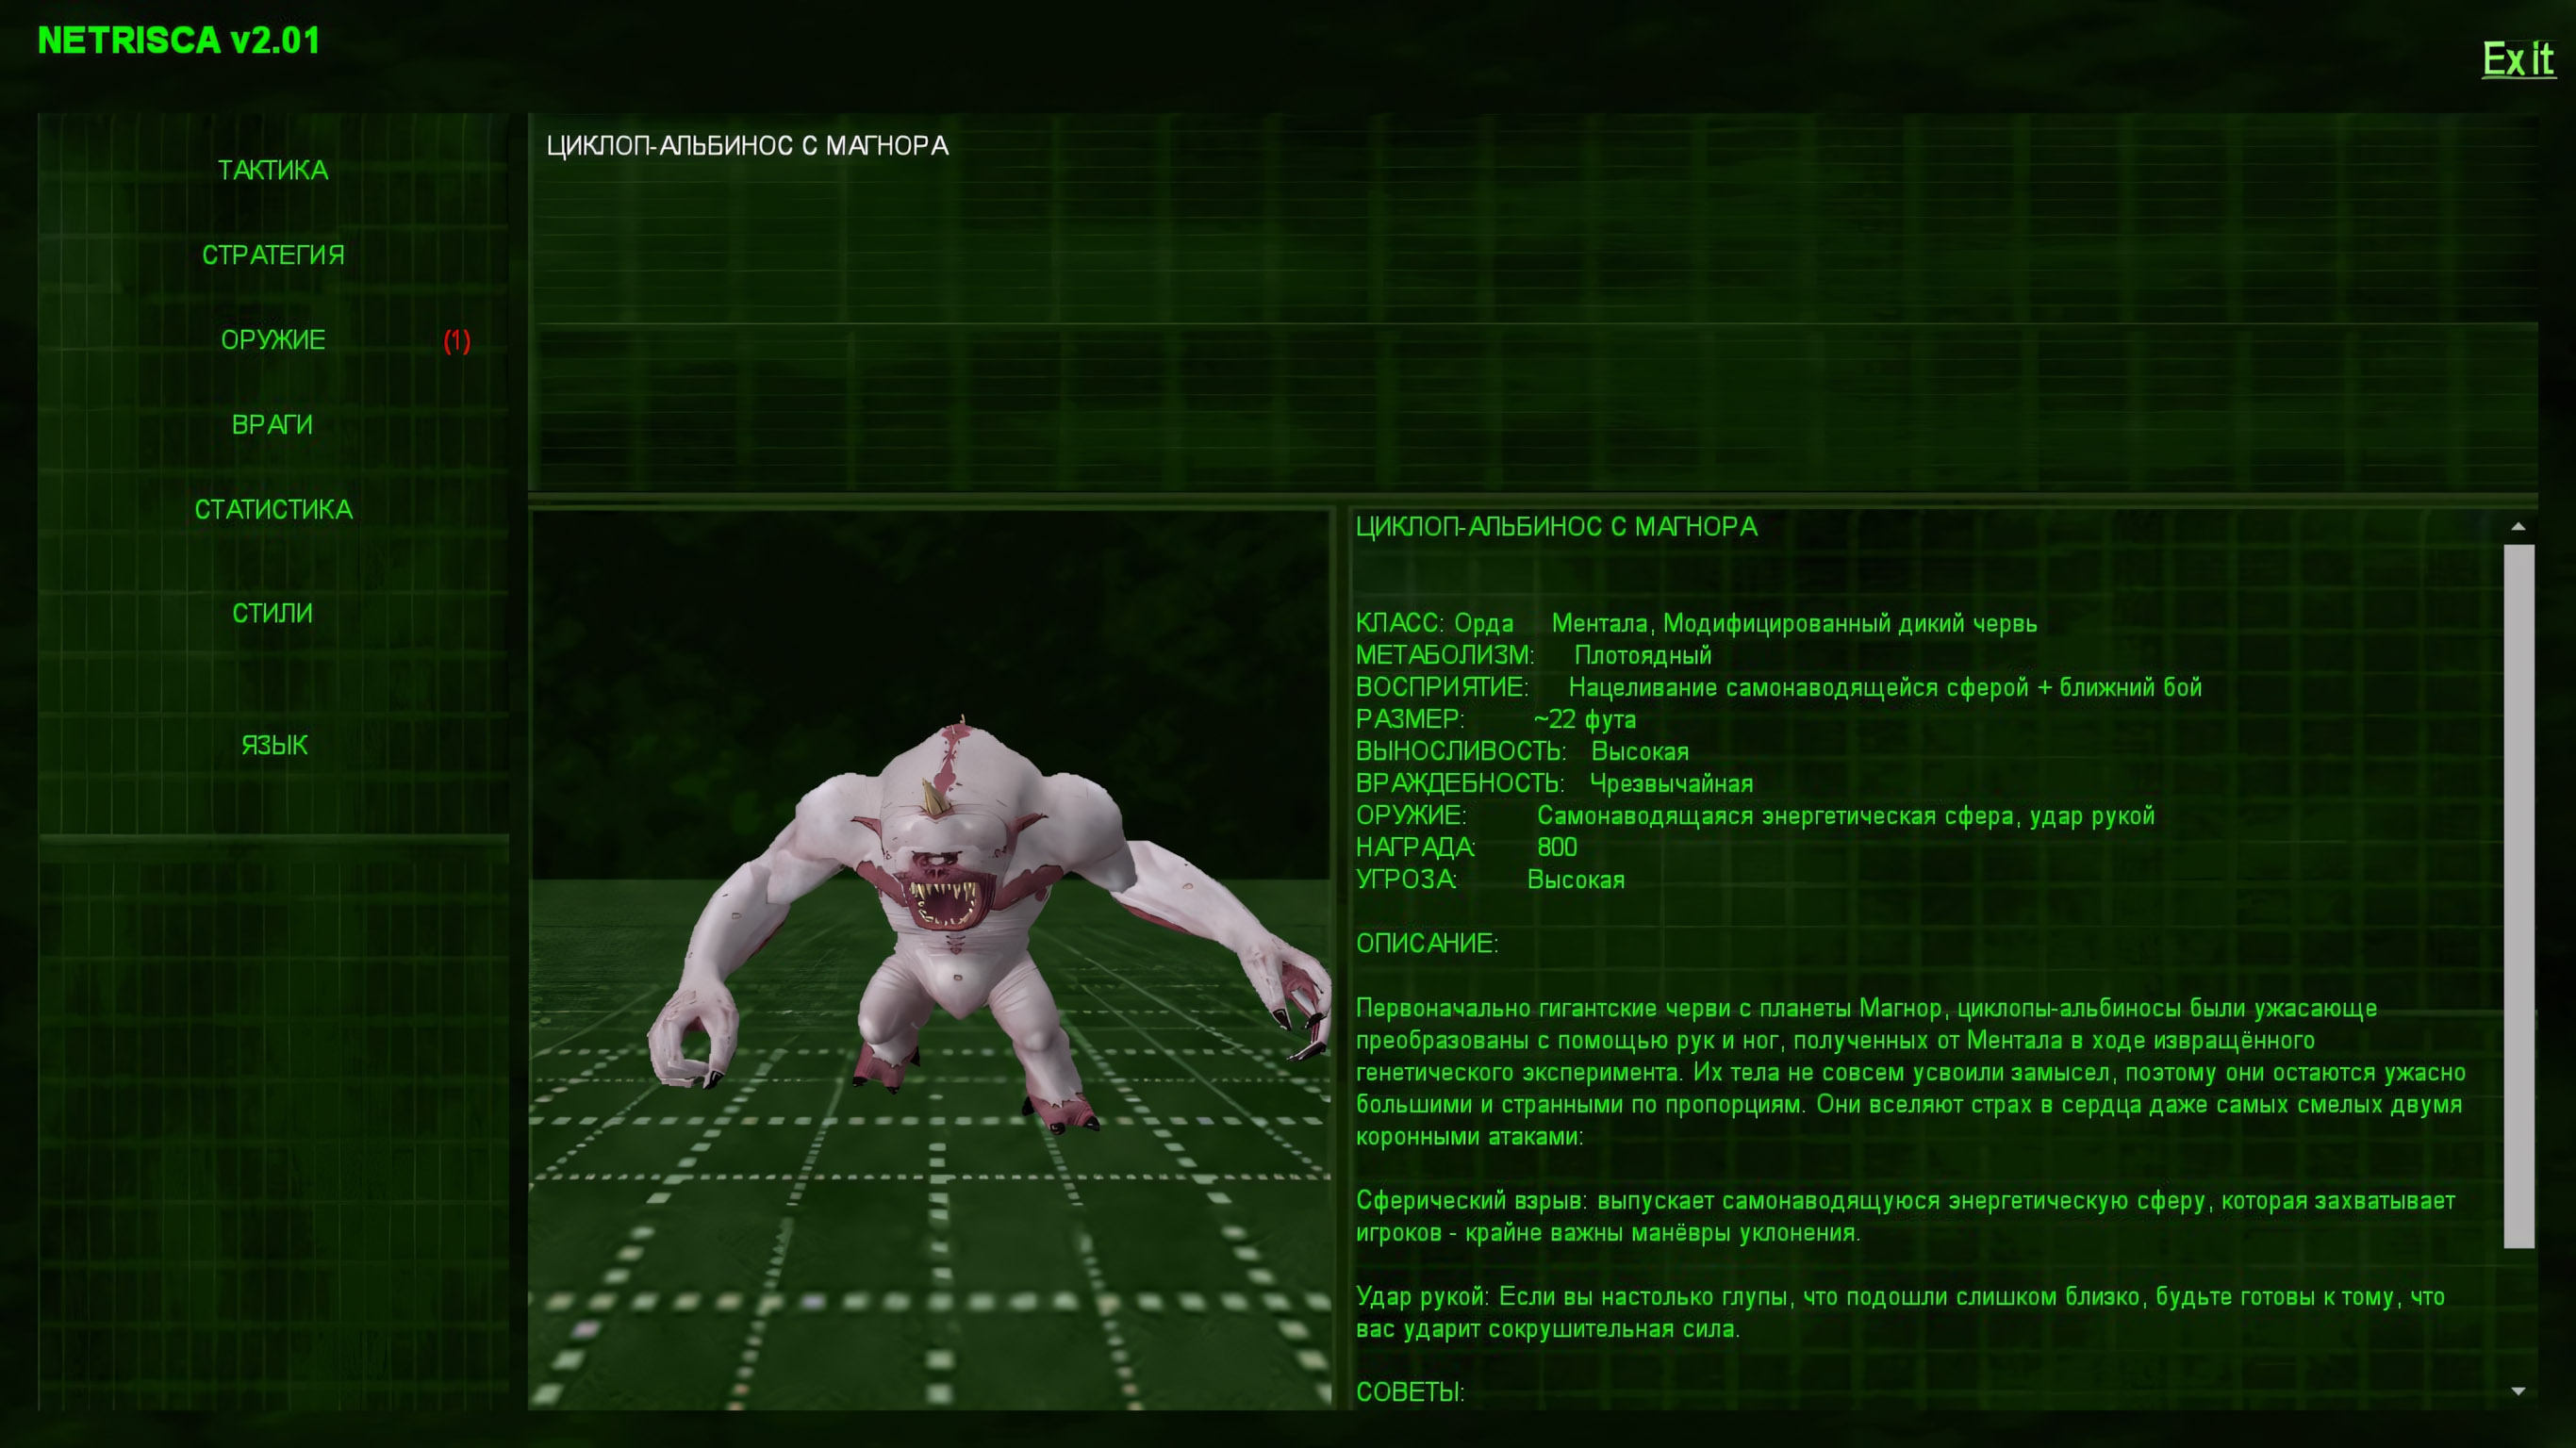 NETRISCA v2.01
Exit
ТАКТИКА
СТРАТЕГИЯ
ОРУЖИЕ (1)
ВРАГИ
СТАТИСТИКА
СТИЛИ
ЯЗЫК
ЦИКЛОП-АЛЬБИНОС С МАГНОРА
ЦИКЛОП-АЛЬБИНОС С МАГНОРА
КЛАСС: Орда Ментала, Модифицированный дикий червь
МЕТАБОЛИЗМ: Плотоядный
ВОСПРИЯТИЕ: Нацеливание самонаводящейся сферой + ближний бой
РАЗМЕР: ~22 фута
ВЫНОСЛИВОСТЬ: Высокая
ВРАЖДЕБНОСТЬ: Чрезвычайная
ОРУЖИЕ: Самонаводящаяся энергетическая сфера, удар рукой
НАГРАДА: 800
УГРОЗА: Высокая
ОПИСАНИЕ:
Первоначально гигантские черви с планеты Магнор, циклопы-альбиносы были ужасающе
преобразованы с помощью рук и ног, полученных от Ментала в ходе извращённого
генетического эксперимента. Их тела не совсем усвоили замысел, поэтому они остаются ужасно
большими и странными по пропорциям. Они вселяют страх в сердца даже самых смелых двумя
коронными атаками:
Сферический взрыв: выпускает самонаводящуюся энергетическую сферу, которая захватывает
игроков - крайне важны манёвры уклонения.
Удар рукой: Если вы настолько глупы, что подошли слишком близко, будьте готовы к тому, что
вас ударит сокрушительная сила.
СОВЕТЫ: